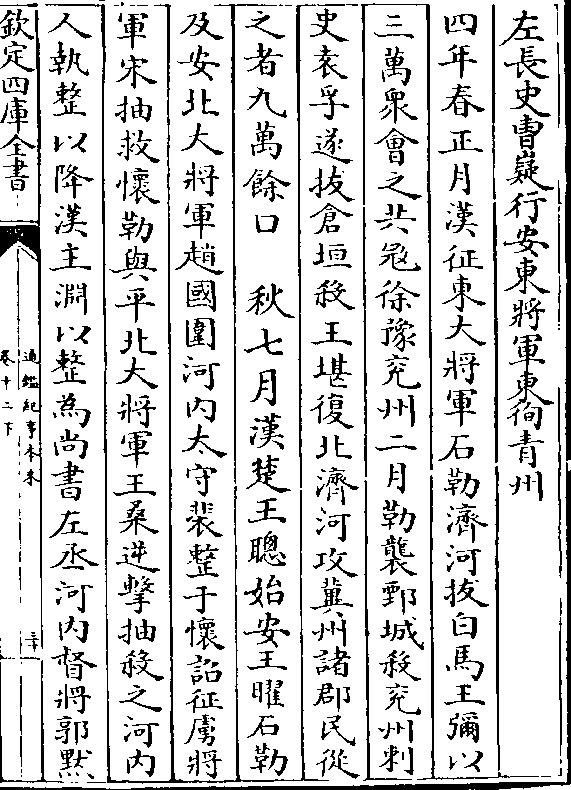 左長史曹嶷行安東將軍東徇青州
四年春正月漢征東大將軍石勒濟河拔白馬王彌以
三萬衆會之共冦徐豫兖州二月勒襲鄄城殺兖州刺
史袁孚遂拔倉垣殺王堪復北濟河攻冀州諸郡民從
之者九萬餘口　秋七月漢楚王聰始安王曜石勒
及安北大將軍趙國圍河内太守裴整于懷詔征虜將
軍宋抽救懷勒與平北大將軍王桑逆擊抽殺之河内
人執整以降漢主淵以整為尚書左丞河内督將郭默
欽定四庫全書
通鑑紀事本末
卷十二下
三十